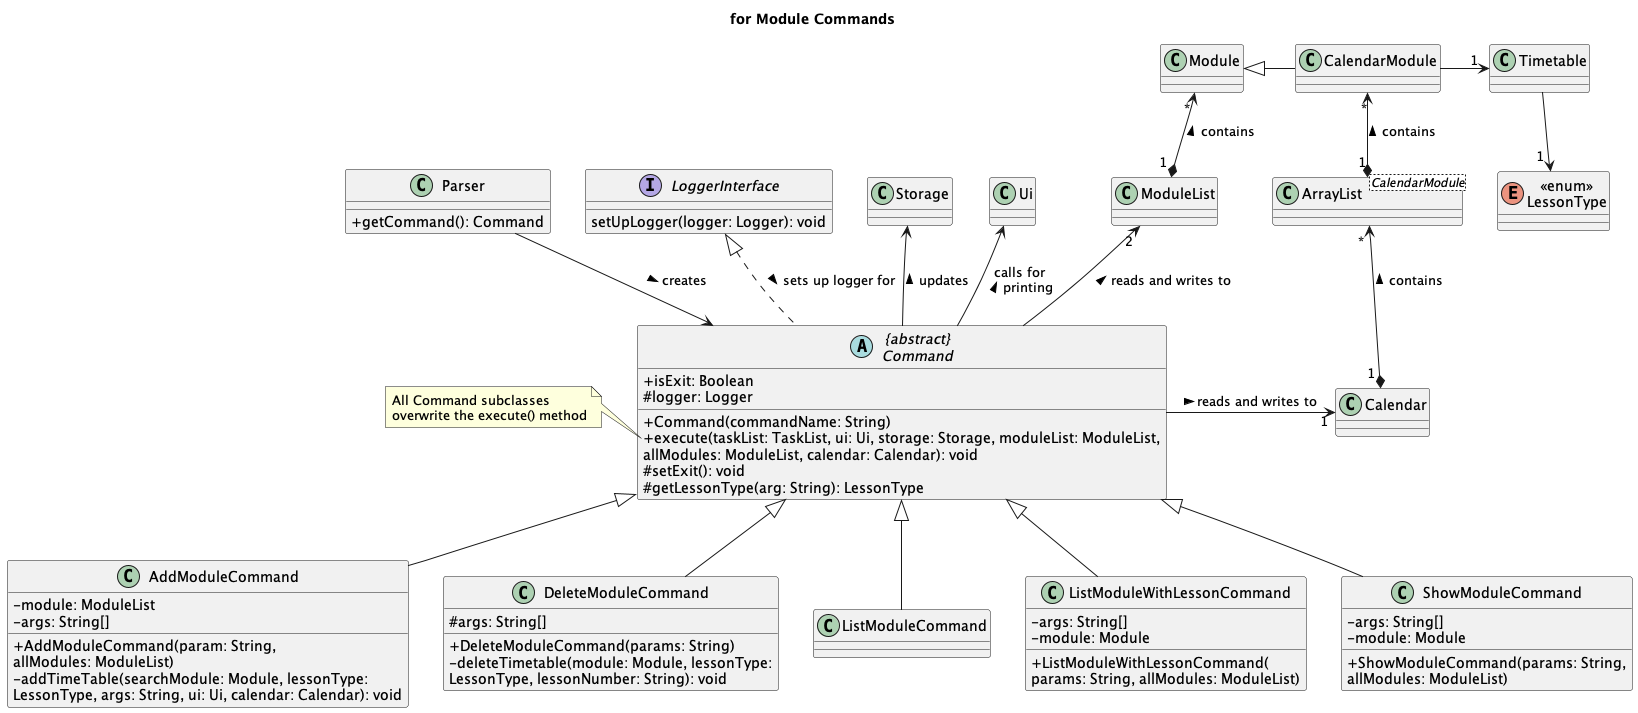 for Module Commands
C Module
C CalendarModule
1
C Timetable
*
contains
1
*
contains
1
1
C Parser
+getCommand(): Command
I LoggerInterface
setUpLogger(logger: Logger): void
C Storage
C Ui
C ModuleList
C ArrayList
CalendarModule
E «enum»
LessonType
2
*
creates
sets up logger for
updates
calls for
printing
reads and writes to
contains
1
A {abstract}
Command
+isExit: Boolean
#logger: Logger
+Command(commandName: String)
+execute(taskList: TaskList, ui: Ui, storage: Storage, moduleList: ModuleList,
allModules: ModuleList, calendar: Calendar): void
#setExit(): void
#getLessonType(arg: String): LessonType
All Command subclasses
overwrite the execute() method
reads and writes to
1
C Calendar
C AddModuleCommand
-module: ModuleList
-args: String[]
+AddModuleCommand(param: String,
allModules: ModuleList)
-addTimeTable(searchModule: Module, lessonType:
LessonType, args: String, ui: Ui, calendar: Calendar): void
C DeleteModuleCommand
#args: String[]
+DeleteModuleCommand(params: String)
-deleteTimetable(module: Module, lessonType:
LessonType, lessonNumber: String): void
C ListModuleCommand
C ListModuleWithLessonCommand
-args: String[]
-module: Module
+ListModuleWithLessonCommand(
params: String, allModules: ModuleList)
C ShowModuleCommand
-args: String[]
-module: Module
+ShowModuleCommand(params: String,
allModules: ModuleList)